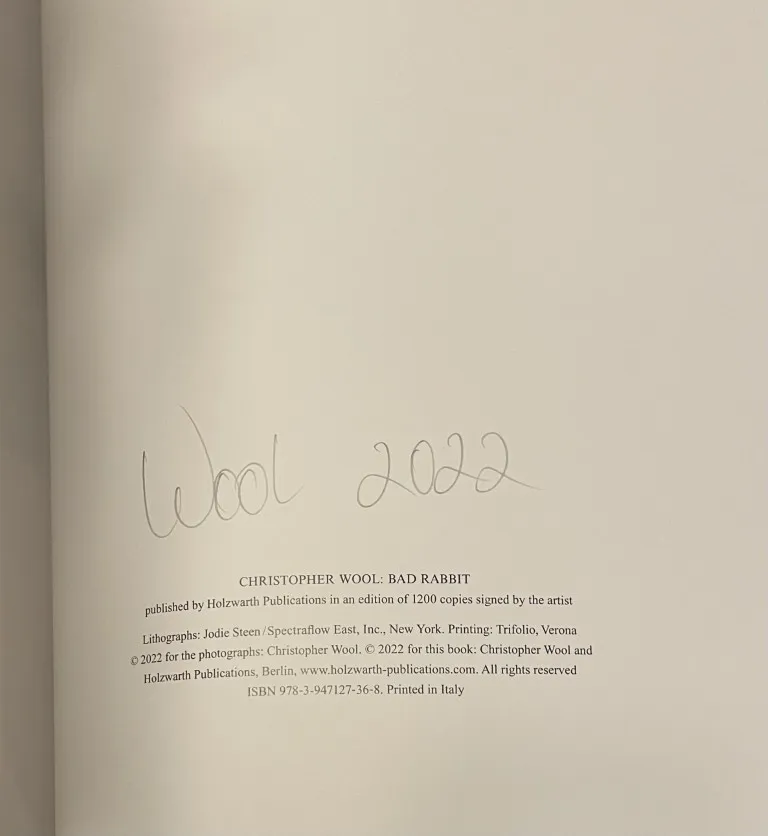 Wool 2022
CHRISTOPHER WOOL: BAD RABBIT
published by Holzwarth Publications in an edition of 1200 copies signed by the artist
Lithographs: Jodie Steen / Spectraflow East, Inc., New York. Printing: Trifolio, Verona
© 2022 for the photographs: Christopher Wool. © 2022 for this book: Christopher Wool and
Holzwarth Publications, Berlin, www.holzwarth-publications.com. All rights reserved
ISBN 978-3-947127-36-8. Printed in Italy